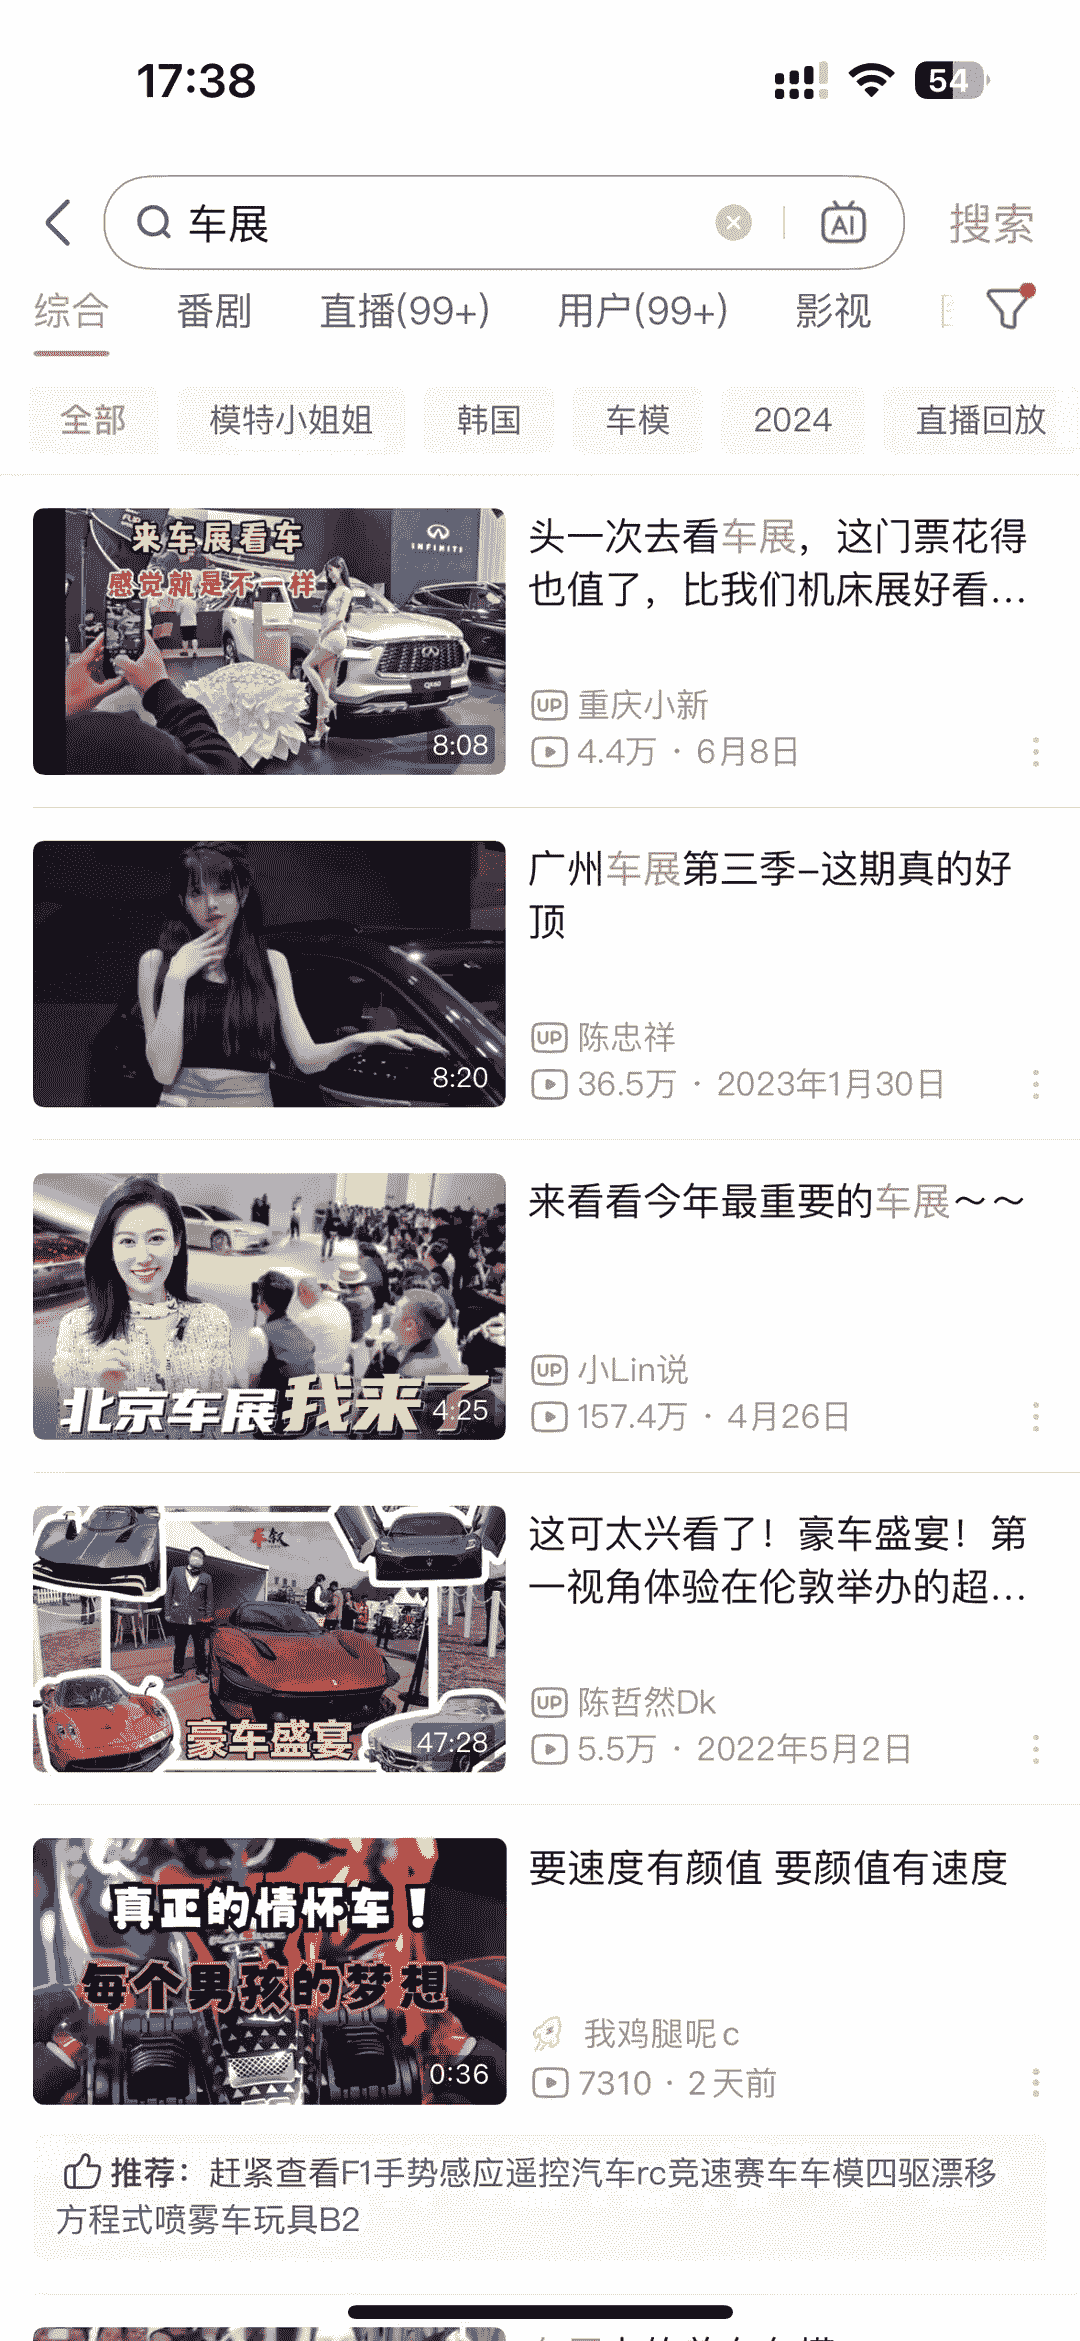 17:38
54
车展
AI
搜索
综合
番剧
直播(99+)
用户(99+)
影视
全部
模特小姐姐
韩国
车模
2024
直播回放
来车展看车
感觉就是不一样
INFINITI
8:08
头一次去看车展，这门票花得
也值了，比我们机床展好看...
UP 重庆小新
4.4万 · 6月8日
8:20
广州车展第三季–这期真的好
顶
UP 陈忠祥
36.5万 · 2023年1月30日
北京车展我来了
4:25
来看看今年最重要的车展～～
UP 小Lin说
157.4万 · 4月26日
豪车盛宴
47:28
这可太兴看了！豪车盛宴！第
一视角体验在伦敦举办的超...
UP 陈哲然Dk
5.5万 · 2022年5月2日
真正的情怀车！
每个男孩的梦想
0:36
要速度有颜值 要颜值有速度
我鸡腿呢c
7310 · 2天前
推荐：赶紧查看F1手势感应遥控汽车rc竞速赛车车模四驱漂移
方程式喷雾车玩具B2